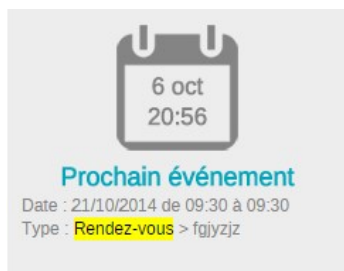 6 oct
20:56
Prochain événement
Date : 21/10/2014 de 09:30 à 09:30
Type : Rendez-vous > fgjyzjz